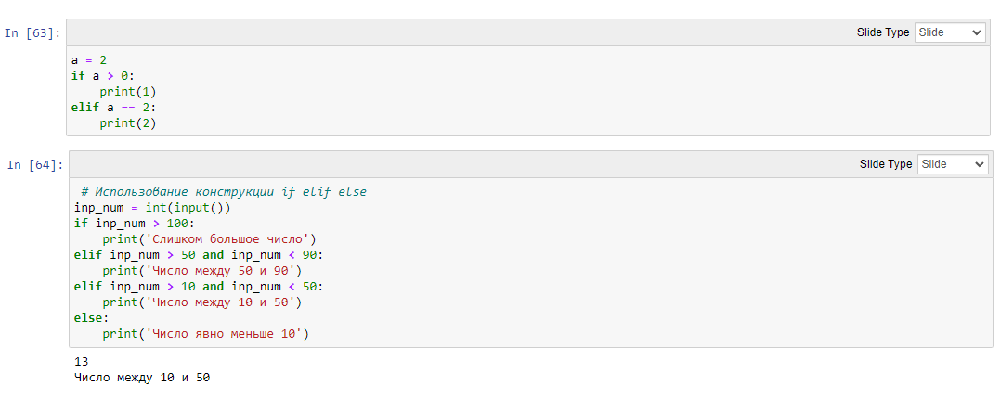 In [63]:
Slide Type Slide
a = 2
if a > 0:
    print(1)
elif a == 2:
    print(2)
In [64]:
Slide Type Slide
 # Использование конструкции if elif else
inp_num = int(input())
if inp_num > 100:
    print('Слишком большое число')
elif inp_num > 50 and inp_num < 90:
    print('Число между 50 и 90')
elif inp_num > 10 and inp_num < 50:
    print('Число между 10 и 50')
else:
    print('Число явно меньше 10')
13
Число между 10 и 50